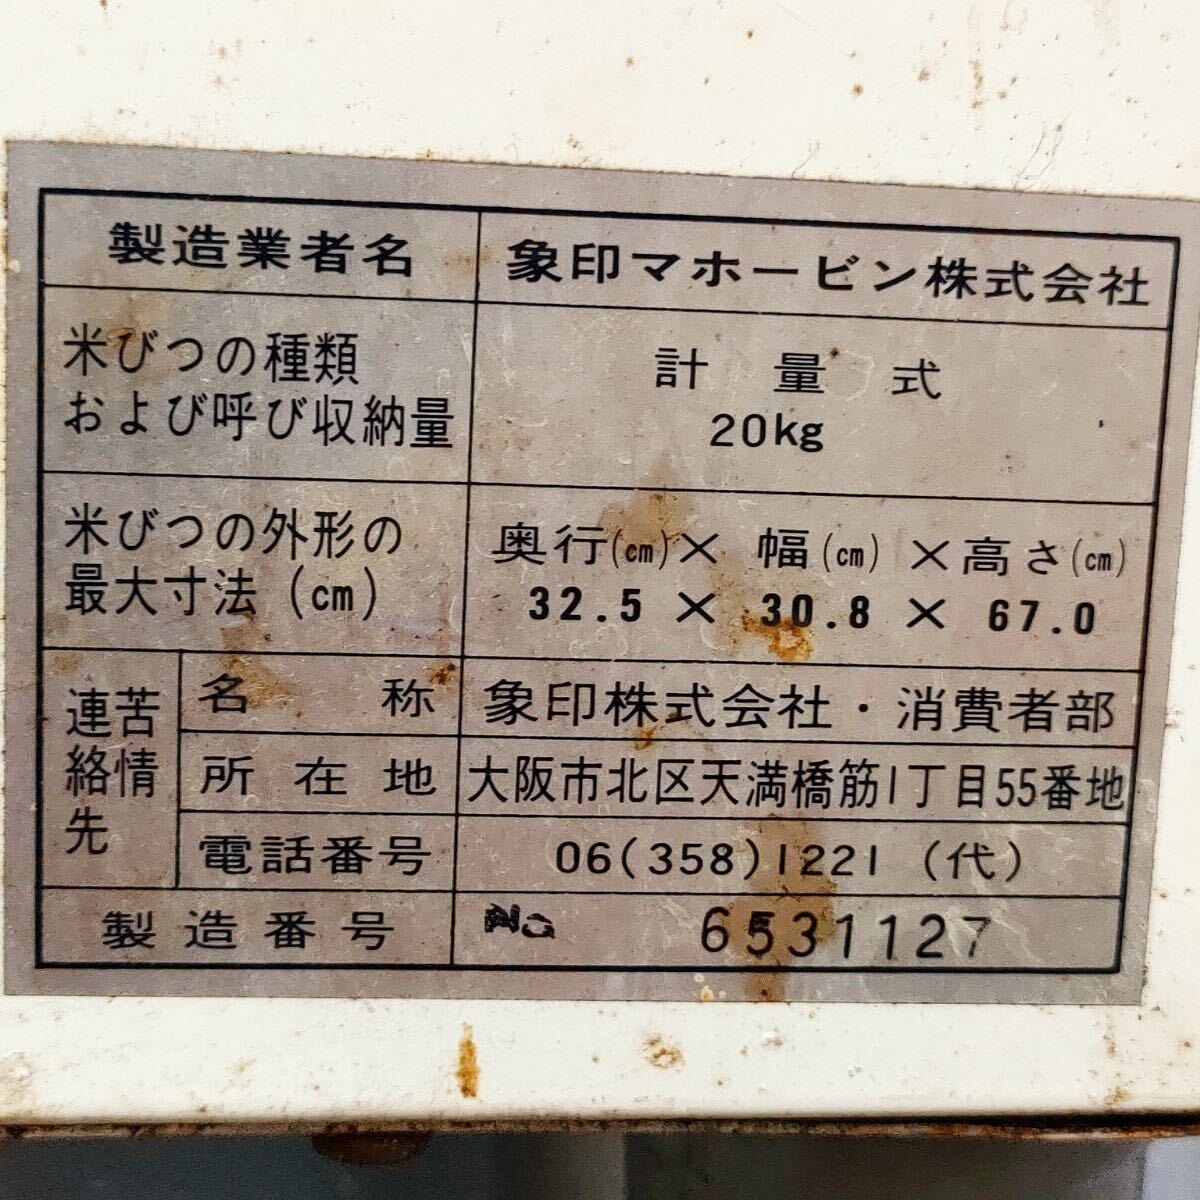 製造業者名 象印マホービン株式会社
米びつの種類
および呼び収納量
計量式
20kg
米びつの外形の
最大寸法(cm)
奥行(cm)×幅(cm)×高さ(cm)
32.5 × 30.8 × 67.0
苦情
連絡先
名称 象印株式会社・消費者部
所在地 大阪市北区天満橋筋1丁目55番地
電話番号 06(358)1221(代)
製造番号 No 6531127